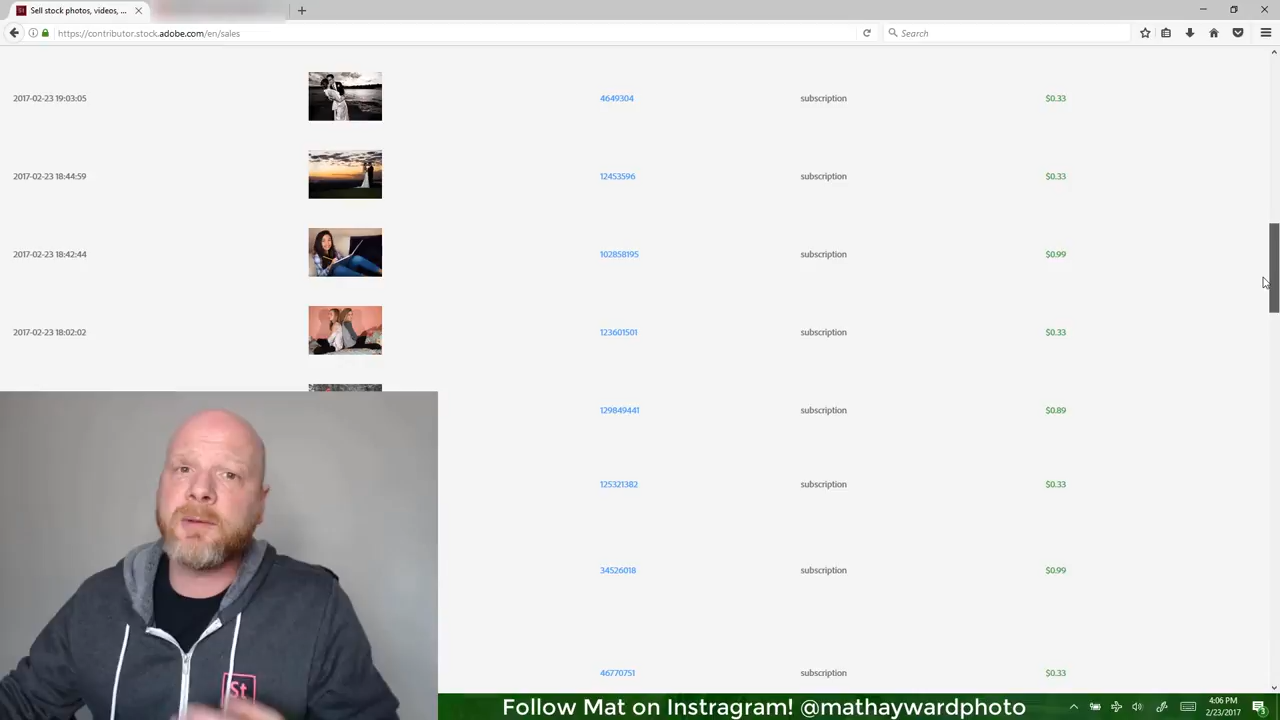 St Sell stock photos, videos, ...
https://contributor.stock.adobe.com/en/sales
Search
2017-02-23 19:03:05 4649304 subscription $0.33
2017-02-23 18:44:59 12453596 subscription $0.33
2017-02-23 18:42:44 102858195 subscription $0.99
2017-02-23 18:02:02 123601501 subscription $0.33
129849441 subscription $0.89
125321382 subscription $0.33
34526018 subscription $0.99
46770751 subscription $0.33
St
Follow Mat on Instragram! @mathaywardphoto
4:06 PM
2/23/2017
3